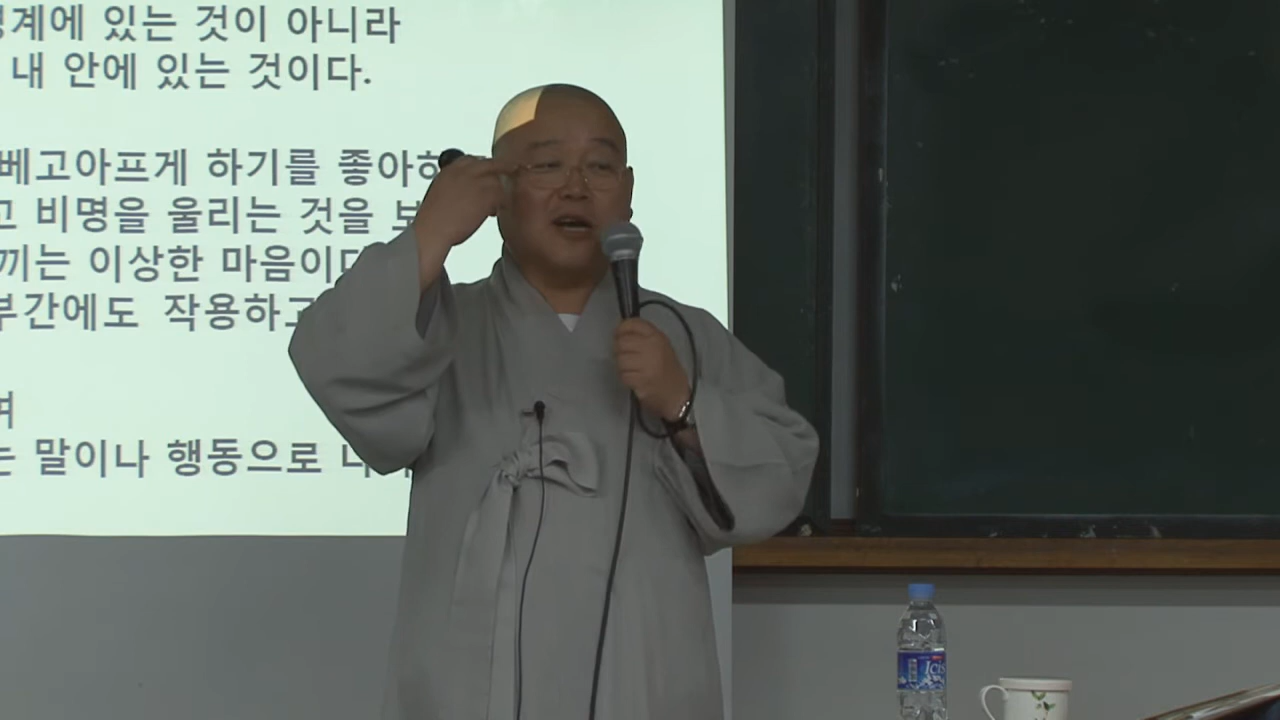 에 있는 것이 아니라
내 안에 있는 것이다.
베고아프게 하기를 좋아하
고 비명을 울리는 것을 보
끼는 이상한 마음이다
부간에도 작용하고
여
는 말이나 행동으로 나
Icis